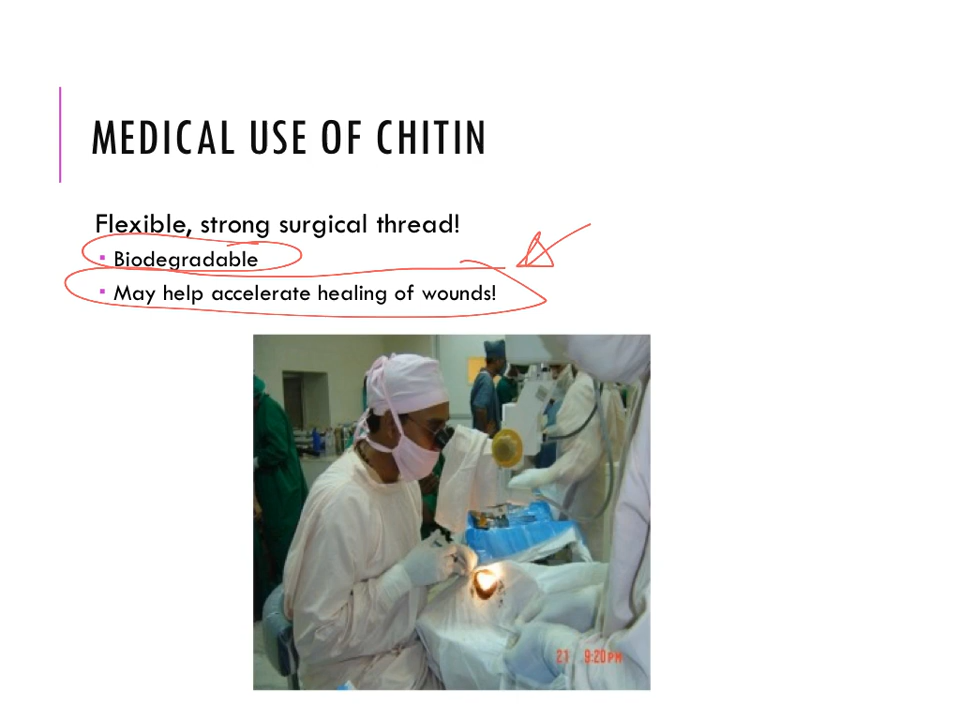 MEDICAL USE OF CHITIN
Flexible, strong surgical thread!
▪ Biodegradable
▪ May help accelerate healing of wounds!
21 9:20PM